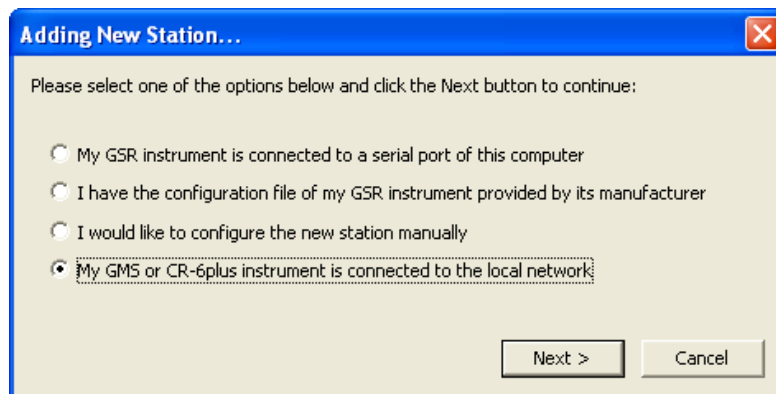 Adding New Station...
Please select one of the options below and click the Next button to continue:
My GSR instrument is connected to a serial port of this computer
I have the configuration file of my GSR instrument provided by its manufacturer
I would like to configure the new station manually
My GMS or CR-6plus instrument is connected to the local network
Next >
Cancel